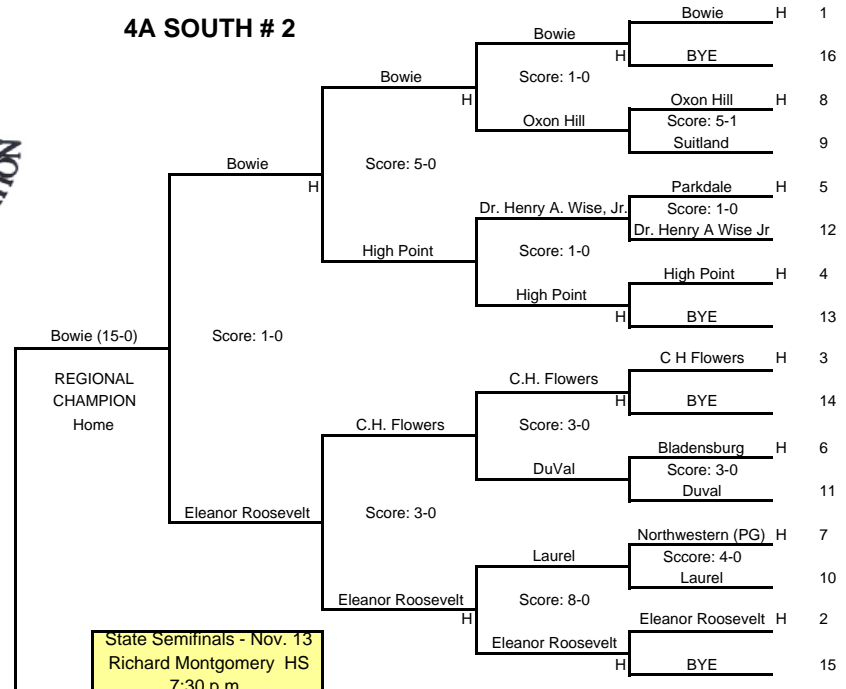 4A SOUTH # 2
Bowie H 1
Bowie
H BYE 16
Bowie Score: 1-0
H Oxon Hill H 8
Oxon Hill Score: 5-1
Suitland 9
Bowie Score: 5-0
H Parkdale H 5
Dr. Henry A. Wise, Jr. Score: 1-0
Dr. Henry A Wise Jr 12
High Point Score: 1-0
High Point H 4
High Point
H BYE 13
Bowie (15-0) Score: 1-0
C H Flowers H 3
REGIONAL C.H. Flowers
CHAMPION H BYE 14
Home C.H. Flowers Score: 3-0
Bladensburg H 6
DuVal Score: 3-0
Duval 11
Eleanor Roosevelt Score: 3-0
Northwestern (PG) H 7
Laurel Sccore: 4-0
Laurel 10
Eleanor Roosevelt Score: 8-0
H Eleanor Roosevelt H 2
State Semifinals - Nov. 13 Eleanor Roosevelt
Richard Montgomery HS H BYE 15
7:30 p.m.